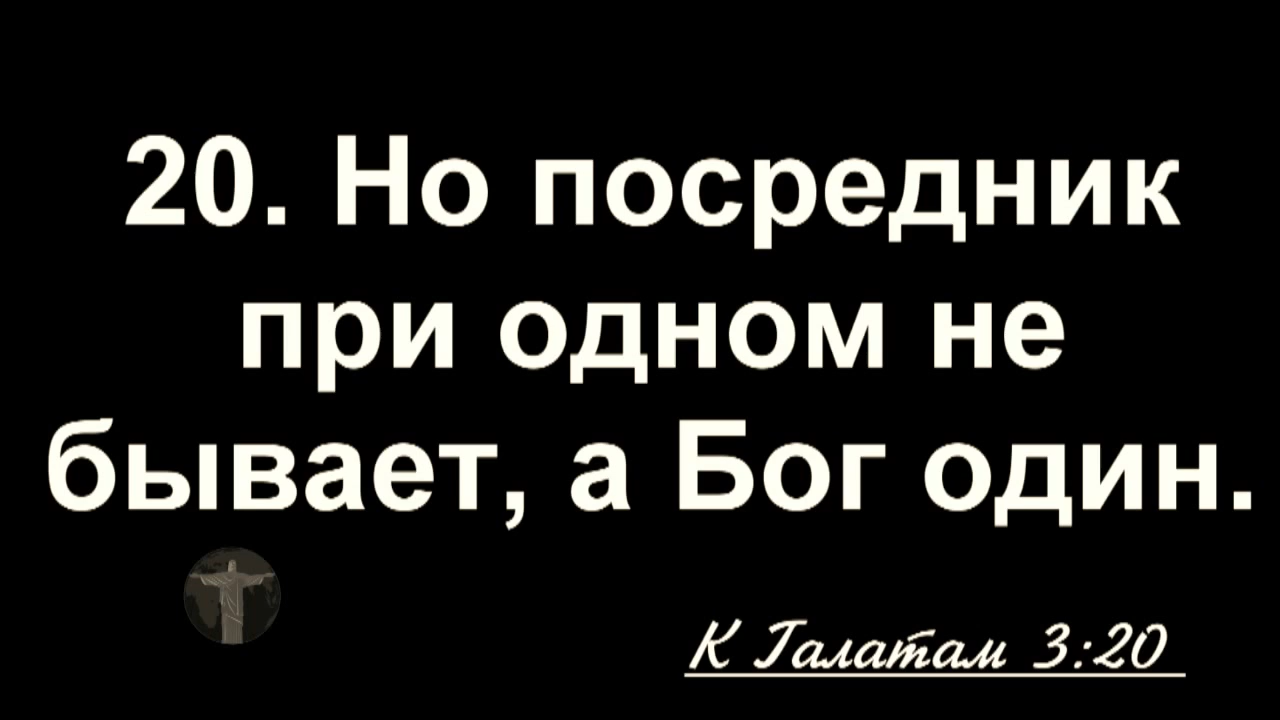 20. Но посредник
при одном не
бывает, а Бог один.
К Галатам 3:20